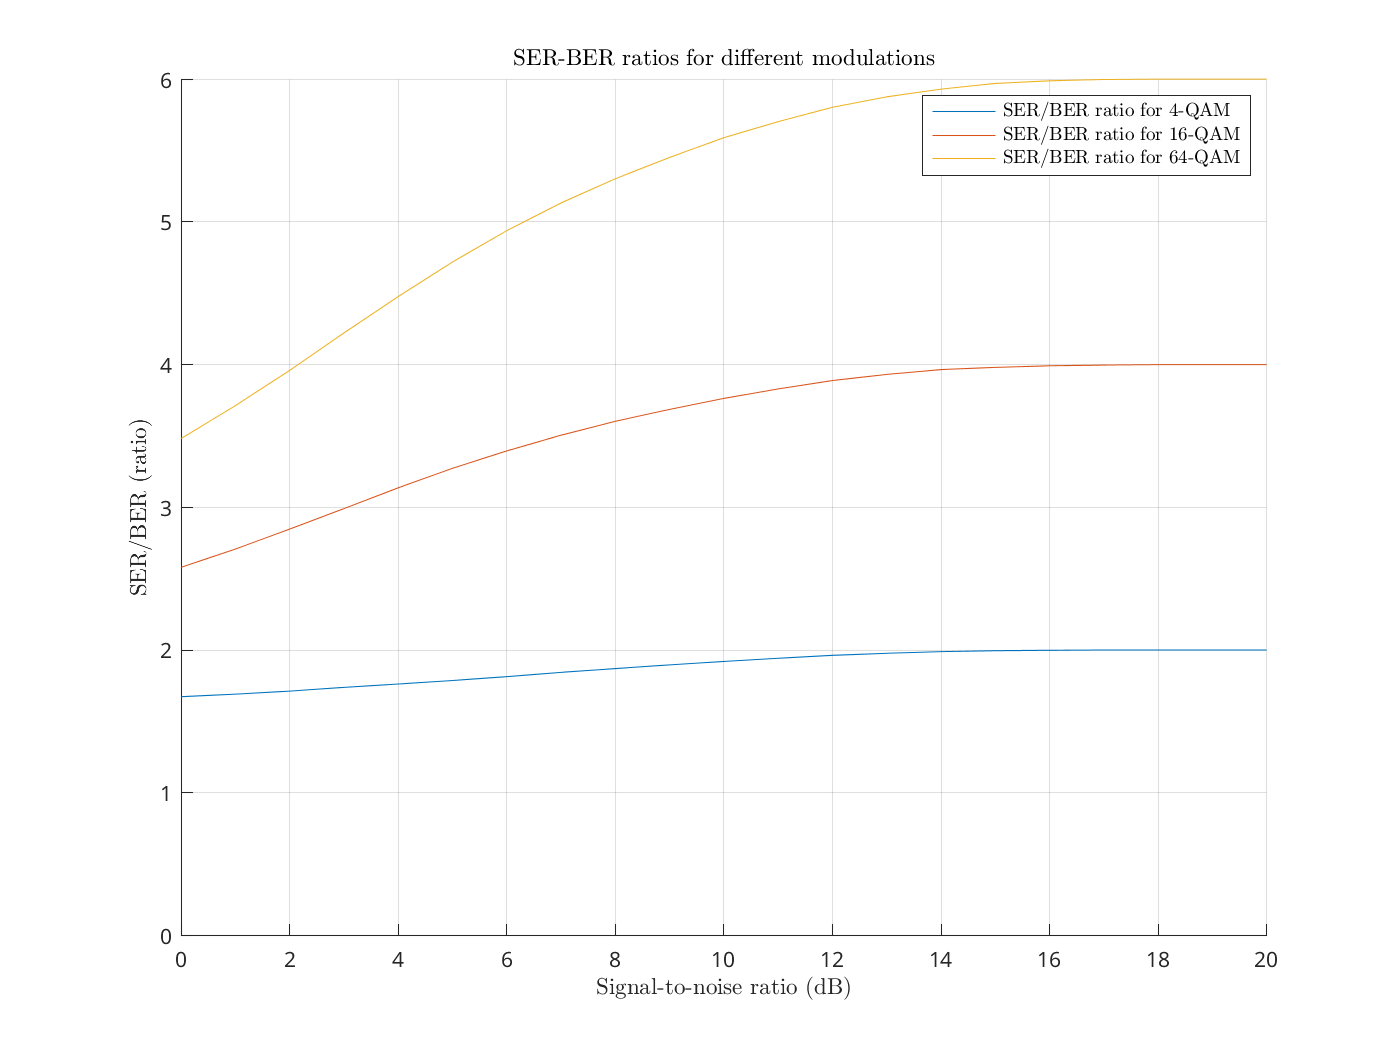 SER-BER ratios for different modulations
6
5
4
3
2
1
0
SER/BER (ratio)
SER/BER ratio for 4-QAM
SER/BER ratio for 16-QAM
SER/BER ratio for 64-QAM
0 2 4 6 8 10 12 14 16 18 20
Signal-to-noise ratio (dB)